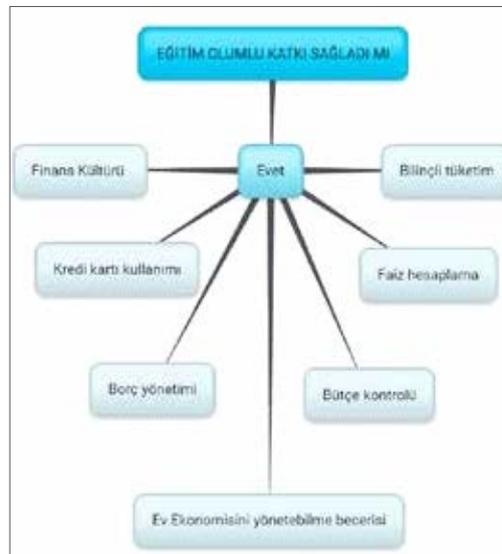 EĞİTİM OLUMLU KATKI SAĞLADI MI
Evet
Finans Kültürü
Bilinçli tüketim
Kredi kartı kullanımı
Faiz hesaplama
Borç yönetimi
Bütçe kontrolü
Ev Ekonomisini yönetebilme becerisi